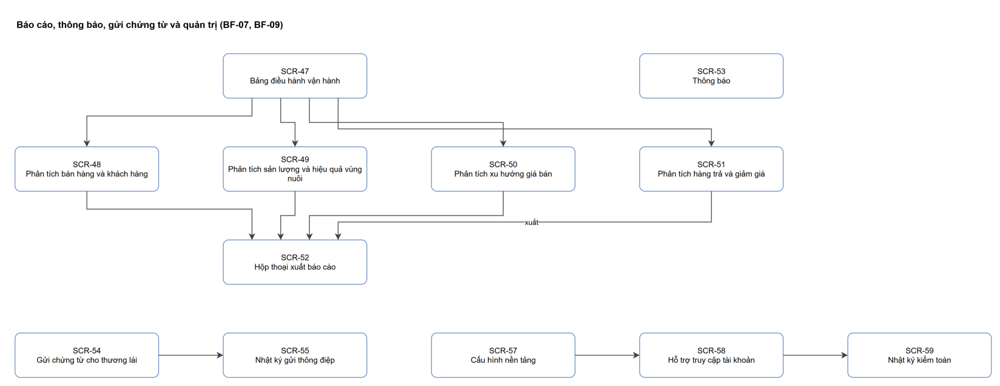 Báo cáo, thông báo, gửi chứng từ và quản trị (BF-07, BF-09)
SCR-47
Bảng điều hành vận hành
SCR-53
Thông báo
SCR-48
Phân tích bán hàng và khách hàng
SCR-49
Phân tích sản lượng và hiệu quả vùng
nuôi
SCR-50
Phân tích xu hướng giá bán
SCR-51
Phân tích hàng trả và giảm giá
xuất
SCR-52
Hộp thoại xuất báo cáo
SCR-54
Gửi chứng từ cho thương lái
SCR-55
Nhật ký gửi thông điệp
SCR-57
Cấu hình nền tảng
SCR-58
Hỗ trợ truy cập tài khoản
SCR-59
Nhật ký kiểm toán